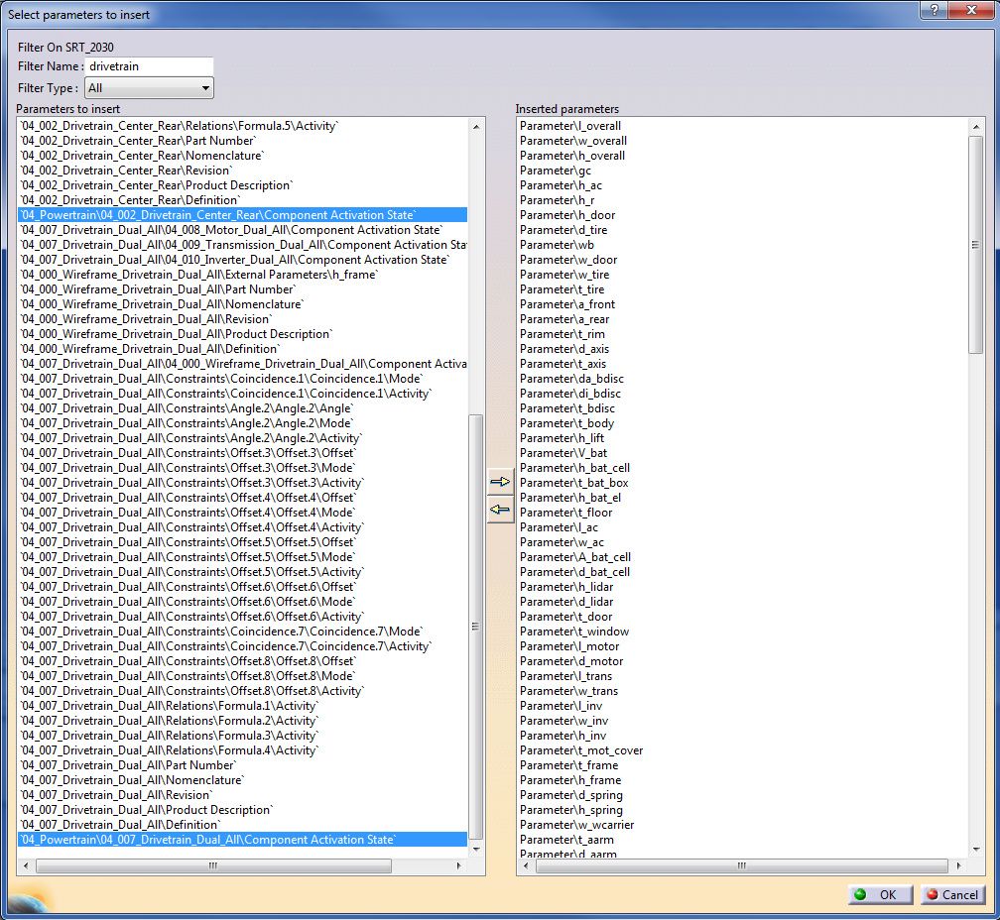 Select parameters to insert
?
Filter On SRT_2030
Filter Name : drivetrain
Filter Type : All
Parameters to insert
`04_002_Drivetrain_Center_Rear\Relations\Formula.5\Activity`
`04_002_Drivetrain_Center_Rear\Part Number`
`04_002_Drivetrain_Center_Rear\Nomenclature`
`04_002_Drivetrain_Center_Rear\Revision`
`04_002_Drivetrain_Center_Rear\Product Description`
`04_002_Drivetrain_Center_Rear\Definition`
`04_Powertrain\04_002_Drivetrain_Center_Rear\Component Activation State`
`04_007_Drivetrain_Dual_All\04_008_Motor_Dual_All\Component Activation State`
`04_007_Drivetrain_Dual_All\04_009_Transmission_Dual_All\Component Activation Sta
`04_007_Drivetrain_Dual_All\04_010_Inverter_Dual_All\Component Activation State`
`04_000_Wireframe_Drivetrain_Dual_All\External Parameters\h_frame`
`04_000_Wireframe_Drivetrain_Dual_All\Part Number`
`04_000_Wireframe_Drivetrain_Dual_All\Nomenclature`
`04_000_Wireframe_Drivetrain_Dual_All\Revision`
`04_000_Wireframe_Drivetrain_Dual_All\Product Description`
`04_000_Wireframe_Drivetrain_Dual_All\Definition`
`04_007_Drivetrain_Dual_All\04_000_Wireframe_Drivetrain_Dual_All\Component Activa
`04_007_Drivetrain_Dual_All\Constraints\Coincidence.1\Coincidence.1\Mode`
`04_007_Drivetrain_Dual_All\Constraints\Coincidence.1\Coincidence.1\Activity`
`04_007_Drivetrain_Dual_All\Constraints\Angle.2\Angle.2\Angle`
`04_007_Drivetrain_Dual_All\Constraints\Angle.2\Angle.2\Mode`
`04_007_Drivetrain_Dual_All\Constraints\Angle.2\Angle.2\Activity`
`04_007_Drivetrain_Dual_All\Constraints\Offset.3\Offset.3\Offset`
`04_007_Drivetrain_Dual_All\Constraints\Offset.3\Offset.3\Mode`
`04_007_Drivetrain_Dual_All\Constraints\Offset.3\Offset.3\Activity`
`04_007_Drivetrain_Dual_All\Constraints\Offset.4\Offset.4\Offset`
`04_007_Drivetrain_Dual_All\Constraints\Offset.4\Offset.4\Mode`
`04_007_Drivetrain_Dual_All\Constraints\Offset.4\Offset.4\Activity`
`04_007_Drivetrain_Dual_All\Constraints\Offset.5\Offset.5\Offset`
`04_007_Drivetrain_Dual_All\Constraints\Offset.5\Offset.5\Mode`
`04_007_Drivetrain_Dual_All\Constraints\Offset.5\Offset.5\Activity`
`04_007_Drivetrain_Dual_All\Constraints\Offset.6\Offset.6\Offset`
`04_007_Drivetrain_Dual_All\Constraints\Offset.6\Offset.6\Mode`
`04_007_Drivetrain_Dual_All\Constraints\Offset.6\Offset.6\Activity`
`04_007_Drivetrain_Dual_All\Constraints\Coincidence.7\Coincidence.7\Mode`
`04_007_Drivetrain_Dual_All\Constraints\Coincidence.7\Coincidence.7\Activity`
`04_007_Drivetrain_Dual_All\Constraints\Offset.8\Offset.8\Offset`
`04_007_Drivetrain_Dual_All\Constraints\Offset.8\Offset.8\Mode`
`04_007_Drivetrain_Dual_All\Constraints\Offset.8\Offset.8\Activity`
`04_007_Drivetrain_Dual_All\Relations\Formula.1\Activity`
`04_007_Drivetrain_Dual_All\Relations\Formula.2\Activity`
`04_007_Drivetrain_Dual_All\Relations\Formula.3\Activity`
`04_007_Drivetrain_Dual_All\Relations\Formula.4\Activity`
`04_007_Drivetrain_Dual_All\Part Number`
`04_007_Drivetrain_Dual_All\Nomenclature`
`04_007_Drivetrain_Dual_All\Revision`
`04_007_Drivetrain_Dual_All\Product Description`
`04_007_Drivetrain_Dual_All\Definition`
`04_Powertrain\04_007_Drivetrain_Dual_All\Component Activation State`
Inserted parameters
Parameter\l_overall
Parameter\w_overall
Parameter\h_overall
Parameter\gc
Parameter\h_ac
Parameter\h_r
Parameter\h_door
Parameter\d_tire
Parameter\wb
Parameter\w_door
Parameter\w_tire
Parameter\t_tire
Parameter\a_front
Parameter\a_rear
Parameter\t_rim
Parameter\d_axis
Parameter\t_axis
Parameter\da_bdisc
Parameter\di_bdisc
Parameter\t_bdisc
Parameter\t_body
Parameter\h_lift
Parameter\V_bat
Parameter\h_bat_cell
Parameter\t_bat_box
Parameter\h_bat_el
Parameter\t_floor
Parameter\l_ac
Parameter\w_ac
Parameter\A_bat_cell
Parameter\d_bat_cell
Parameter\h_lidar
Parameter\d_lidar
Parameter\t_door
Parameter\t_window
Parameter\l_motor
Parameter\d_motor
Parameter\l_trans
Parameter\w_trans
Parameter\l_inv
Parameter\w_inv
Parameter\h_inv
Parameter\t_mot_cover
Parameter\t_frame
Parameter\h_frame
Parameter\d_spring
Parameter\h_spring
Parameter\w_wcarrier
Parameter\t_aarm
Parameter\d_aarm
OK
Cancel